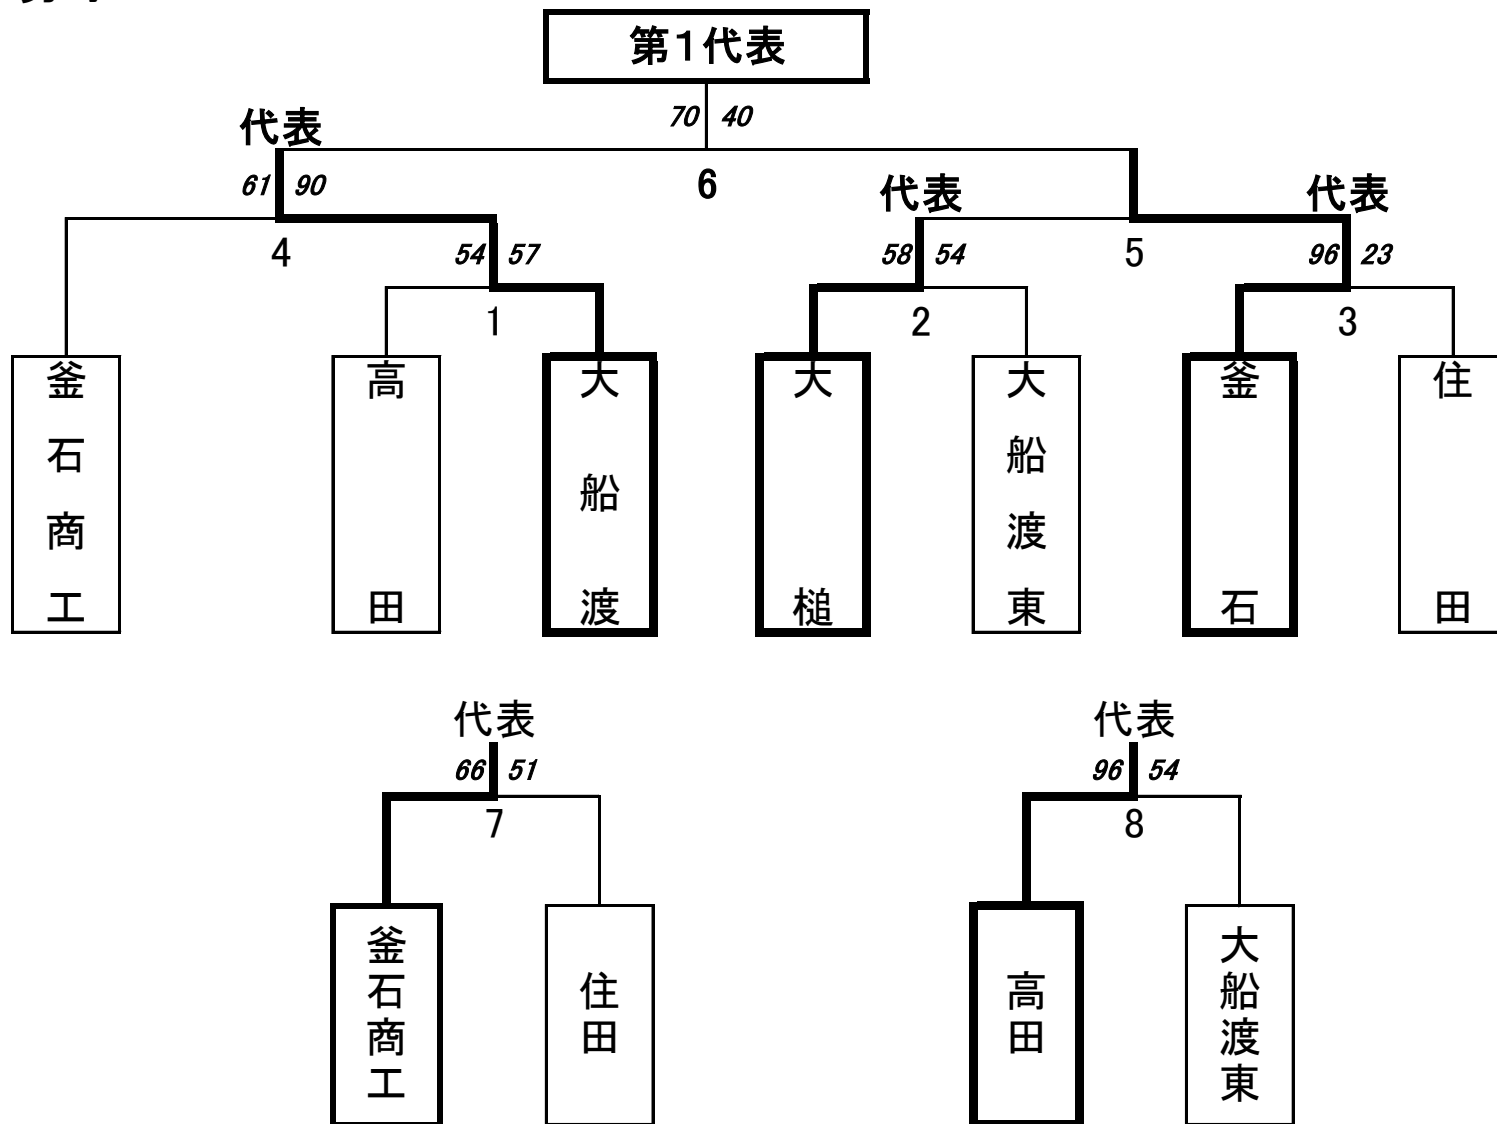 第1代表
70 40
代表
61 90
6
代表
代表
4
54 57
58 54
5
96 23
1
2
3
釜石商工
高田
大船渡
大槌
大船渡東
釜石
住田
代表
代表
66 51
96 54
7
8
釜石商工
住田
高田
大船渡東